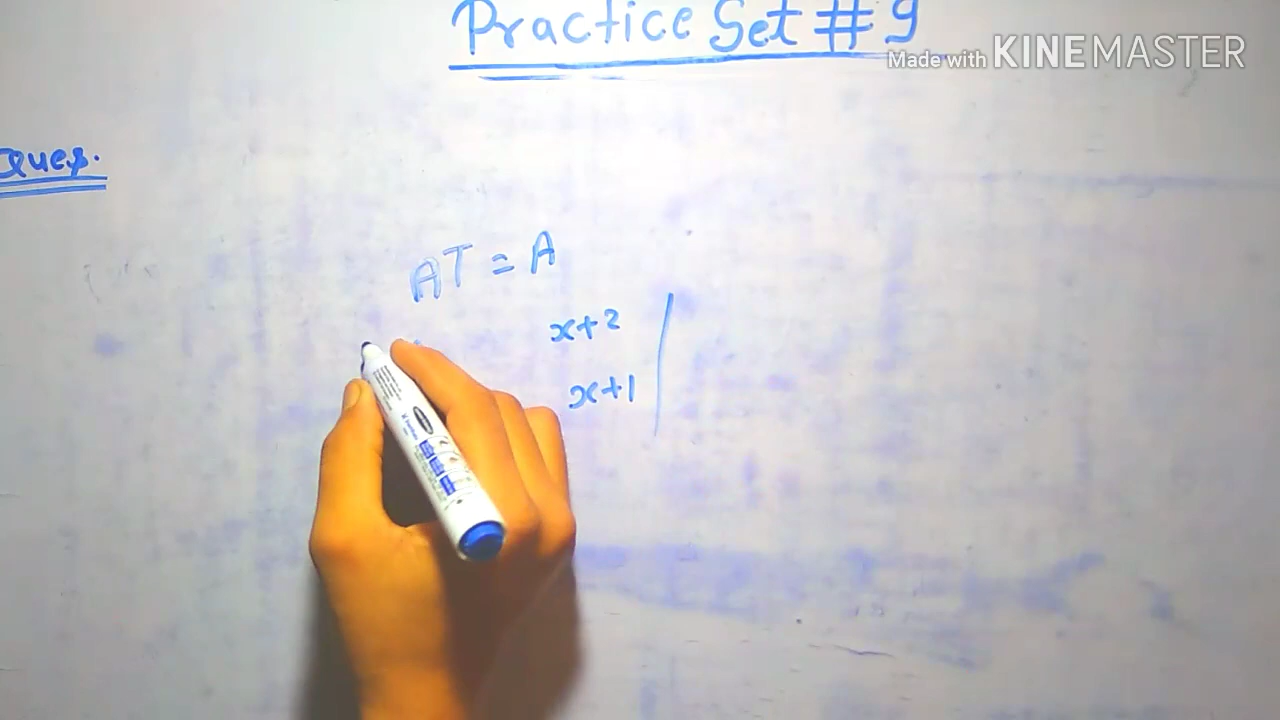 Practice Set # 9
Made with KINEMASTER
Ques.
AT = A
x+2
x+1